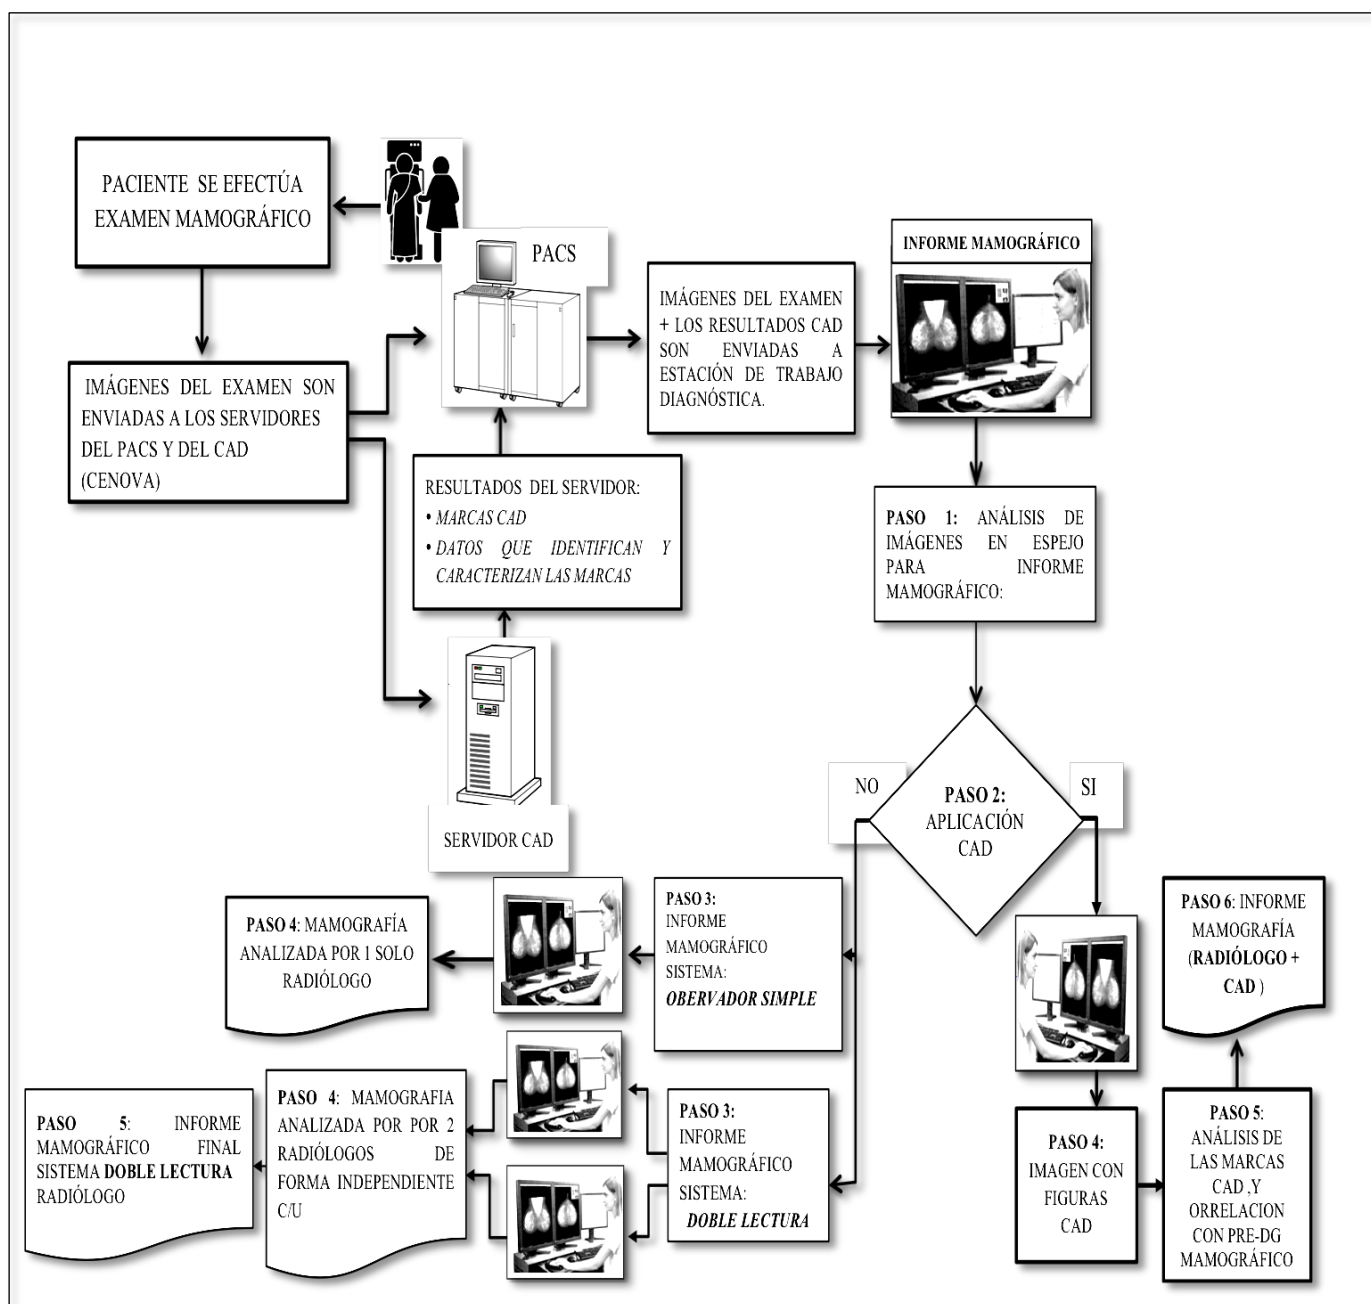 PACIENTE SE EFECTÚA
EXAMEN MAMOGRÁFICO
PACS
IMÁGENES DEL EXAMEN SON
ENVIADAS A LOS SERVIDORES
DEL PACS Y DEL CAD
(CENOVA)
IMÁGENES DEL EXAMEN
+ LOS RESULTADOS CAD
SON ENVIADAS A
ESTACIÓN DE TRABAJO
DIAGNÓSTICA.
INFORME MAMOGRÁFICO
RESULTADOS DEL SERVIDOR:
• MARCAS CAD
• DATOS QUE IDENTIFICAN Y
CARACTERIZAN LAS MARCAS
SERVIDOR CAD
PASO 1: ANÁLISIS DE
IMÁGENES EN ESPEJO
PARA INFORME
MAMOGRÁFICO:
NO
SI
PASO 2:
APLICACIÓN
CAD
PASO 3:
INFORME
MAMOGRÁFICO
SISTEMA:
OBERVADOR SIMPLE
PASO 4: MAMOGRAFÍA
ANALIZADA POR 1 SOLO
RADIÓLOGO
PASO 3:
INFORME
MAMOGRÁFICO
SISTEMA:
DOBLE LECTURA
PASO 4: MAMOGRAFIA
ANALIZADA POR POR 2
RADIÓLOGOS DE
FORMA INDEPENDIENTE
C/U
PASO 5: INFORME
MAMOGRÁFICO FINAL
SISTEMA DOBLE LECTURA
RADIÓLOGO
PASO 4:
IMAGEN CON
FIGURAS
CAD
PASO 5:
ANÁLISIS DE
LAS MARCAS
CAD ,Y
ORRELACION
CON PRE-DG
MAMOGRÁFICO
PASO 6: INFORME
MAMOGRAFÍA
(RADIÓLOGO +
CAD )